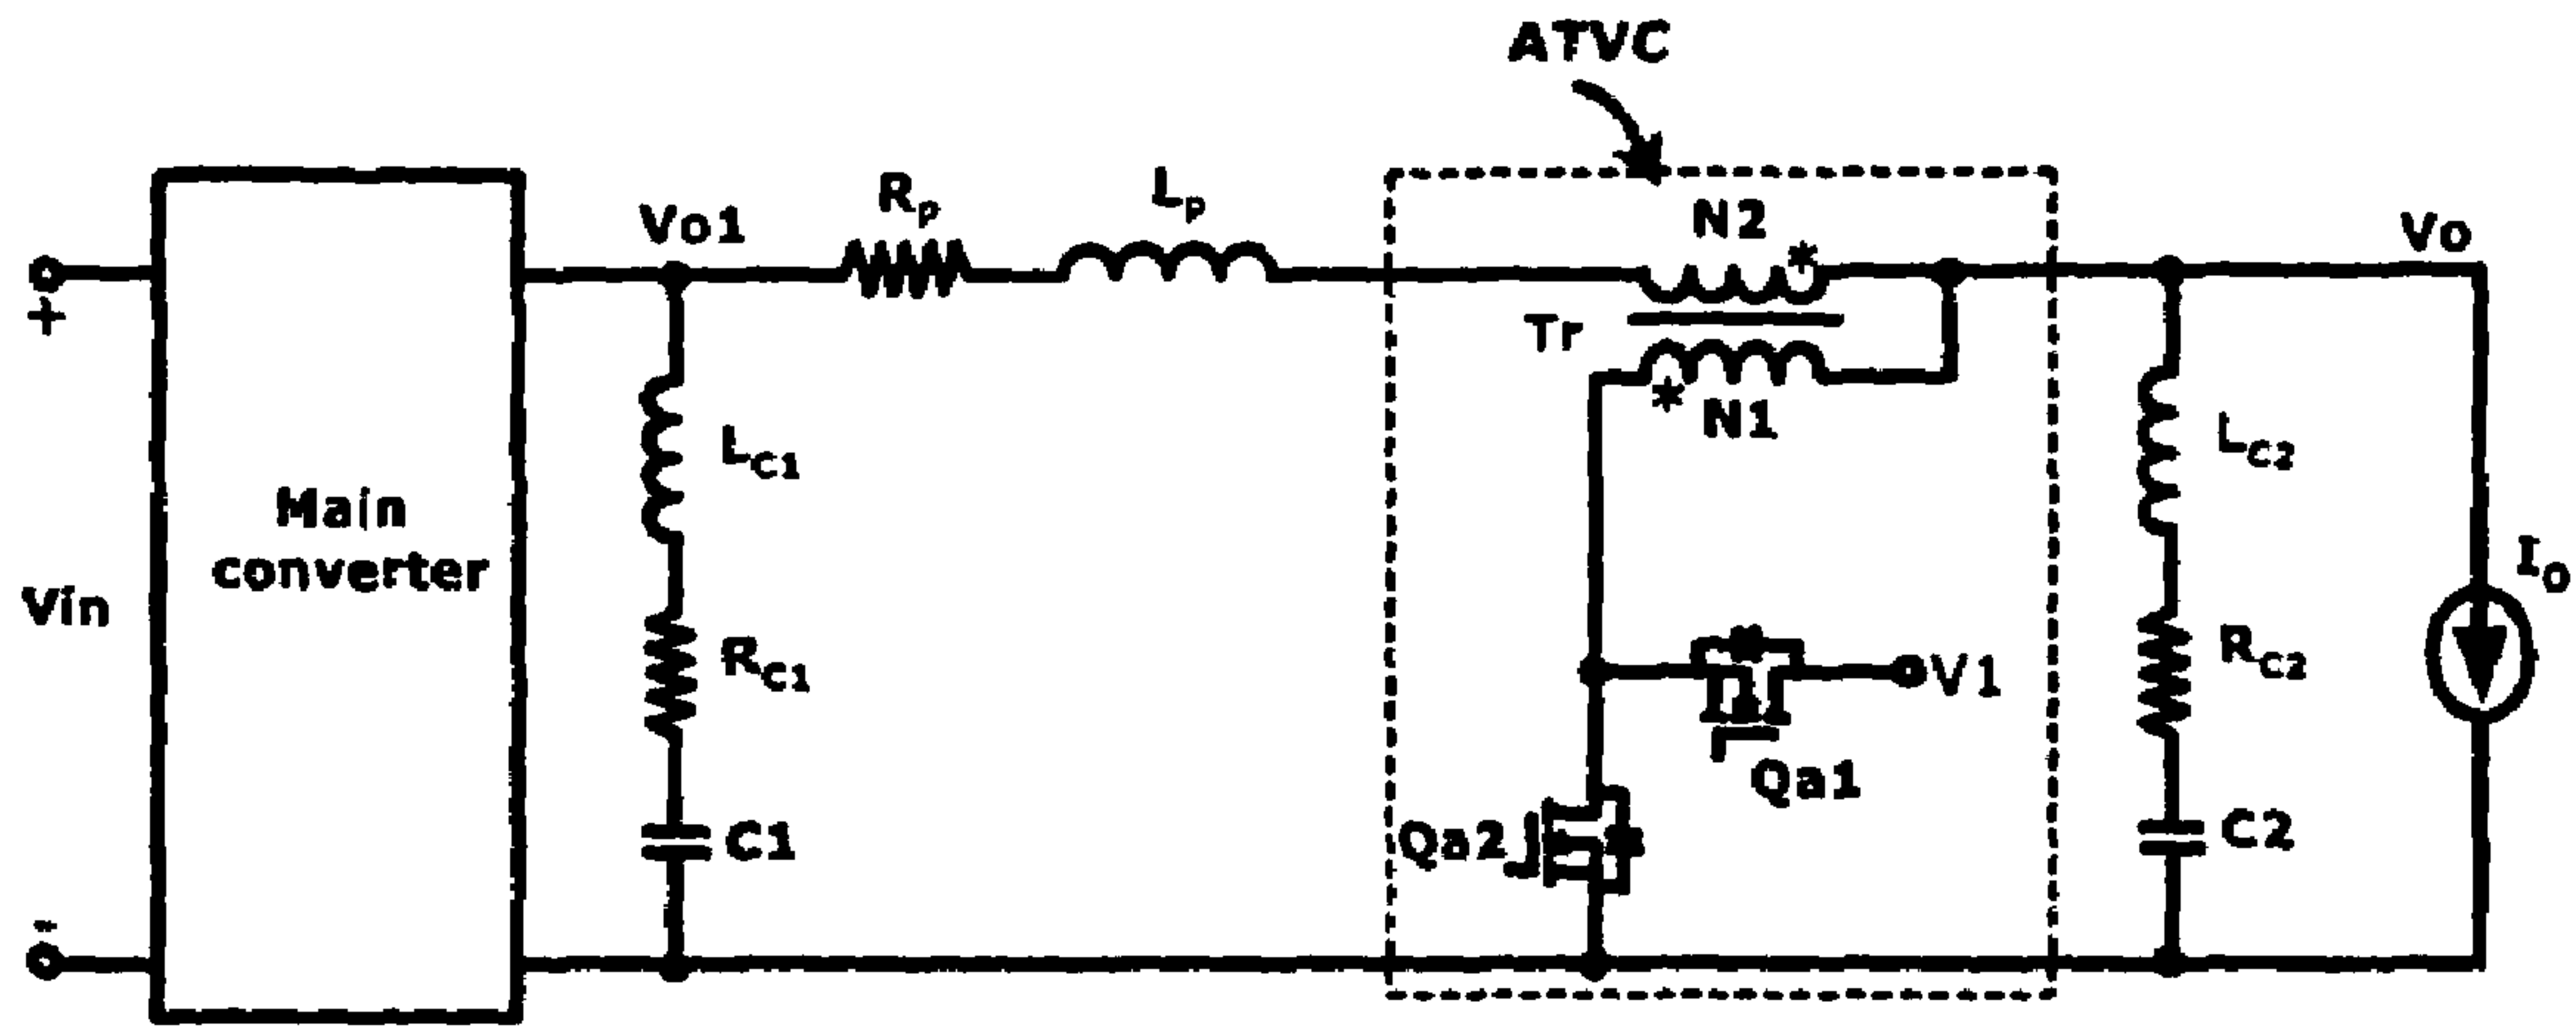 ATVC
Vo1
Rp
Lp
N2
*
Vo
+
Tr
*
N1
LC1
LC2
Main
converter
Vin
Io
RC1
RC2
V1
Qa1
Qa2
C1
C2
-